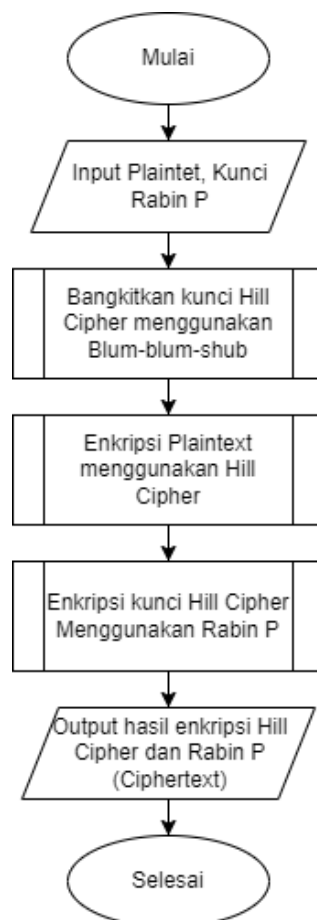 Mulai
Input Plaintet, Kunci
Rabin P
Bangkitkan kunci Hill
Cipher menggunakan
Blum-blum-shub
Enkripsi Plaintext
menggunakan Hill
Cipher
Enkripsi kunci Hill Cipher
Menggunakan Rabin P
Output hasil enkripsi Hill
Cipher dan Rabin P
(Ciphertext)
Selesai